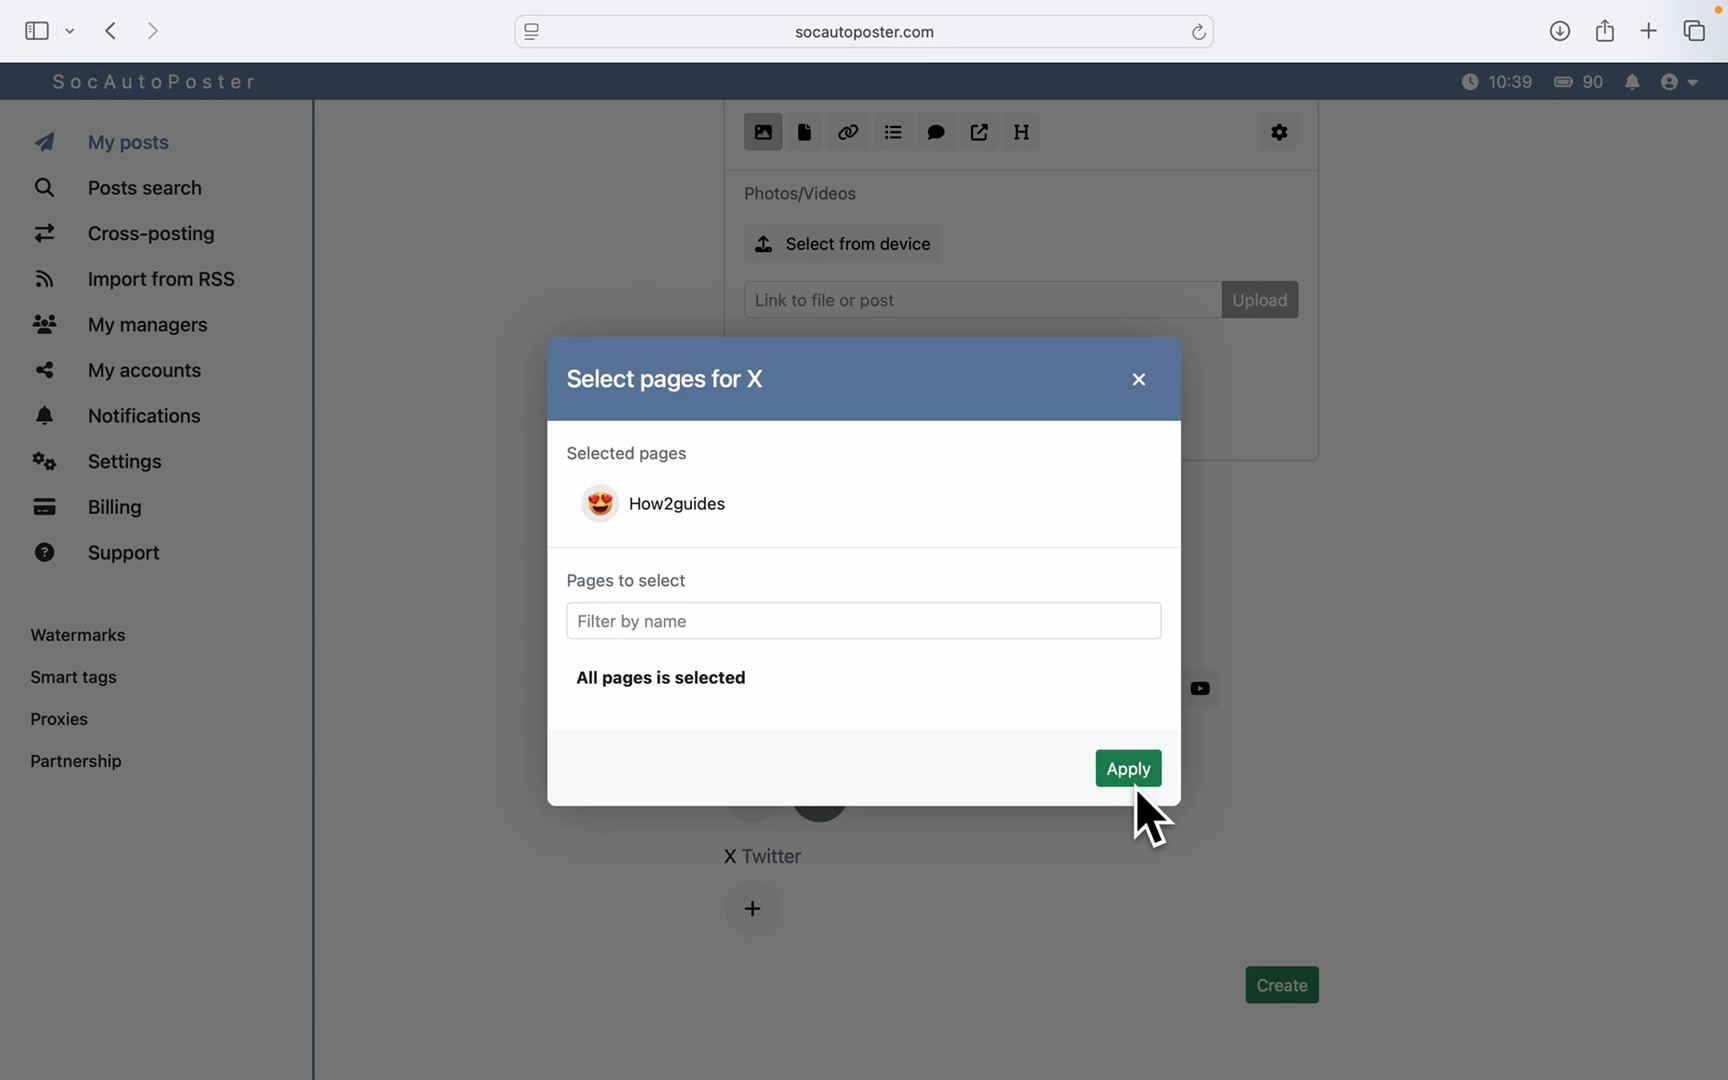 socautoposter.com
SocAutoPoster
10:39
90
My posts
Posts search
Cross-posting
Import from RSS
My managers
My accounts
Notifications
Settings
Billing
Support
Watermarks
Smart tags
Proxies
Partnership
H
Photos/Videos
Select from device
Link to file or post
Upload
Select pages for X
Selected pages
How2guides
Pages to select
Filter by name
All pages is selected
Apply
X Twitter
Create